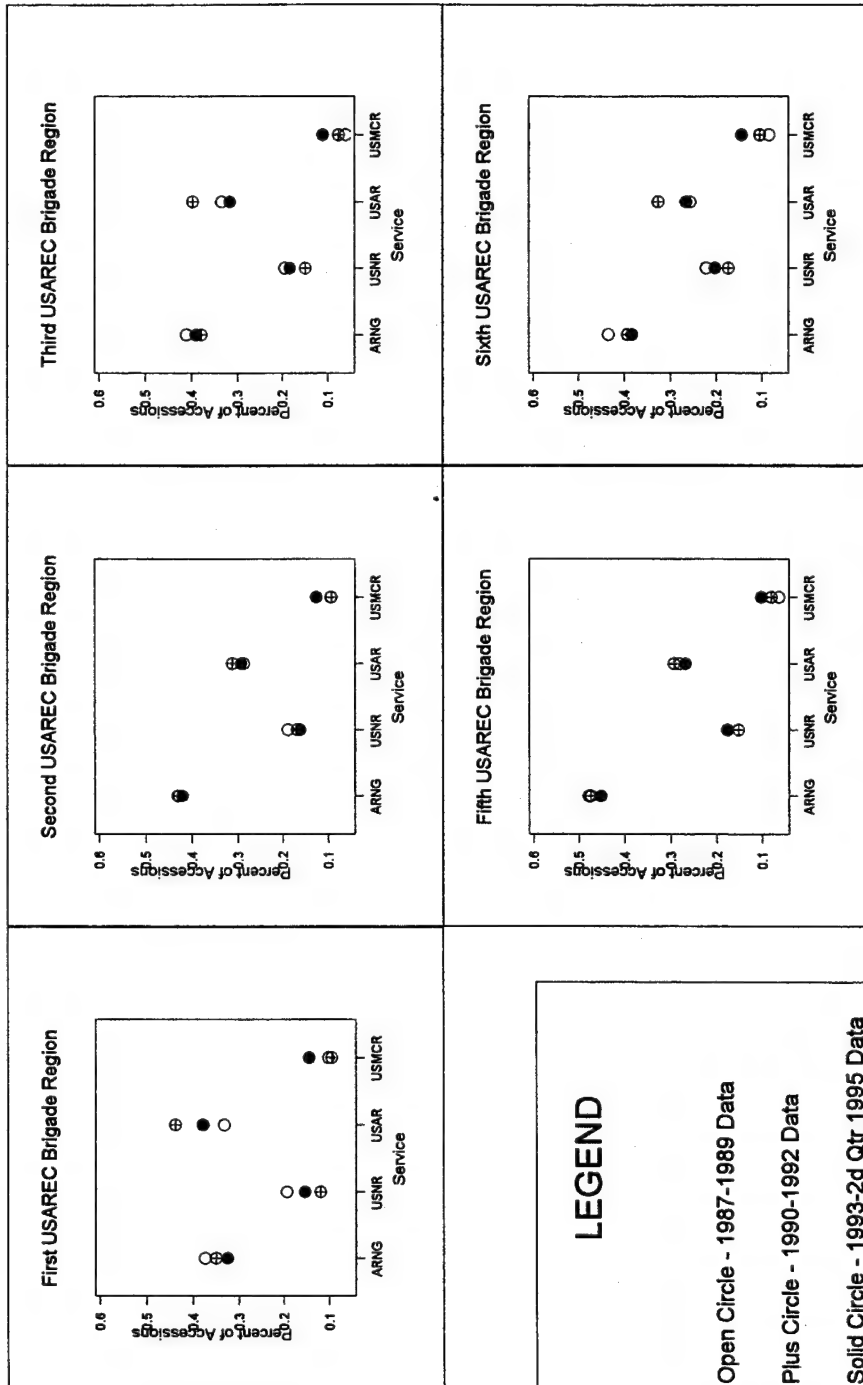 First USAREC Brigade Region
0.6
0.5
0.4
0.3
0.2
0.1
Percent of Accessions
ARNG
USNR
USAR
USMCR
Service
Second USAREC Brigade Region
0.6
0.5
0.4
0.3
0.2
0.1
Percent of Accessions
ARNG
USNR
USAR
USMCR
Service
Third USAREC Brigade Region
0.6
0.5
0.4
0.3
0.2
0.1
Percent of Accessions
ARNG
USNR
USAR
USMCR
Service
LEGEND
Open Circle - 1987-1989 Data
Plus Circle - 1990-1992 Data
Solid Circle - 1993-2d Qtr 1995 Data
Fifth USAREC Brigade Region
0.6
0.5
0.4
0.3
0.2
0.1
Percent of Accessions
ARNG
USNR
USAR
USMCR
Service
Sixth USAREC Brigade Region
0.6
0.5
0.4
0.3
0.2
0.1
Percent of Accessions
ARNG
USNR
USAR
USMCR
Service